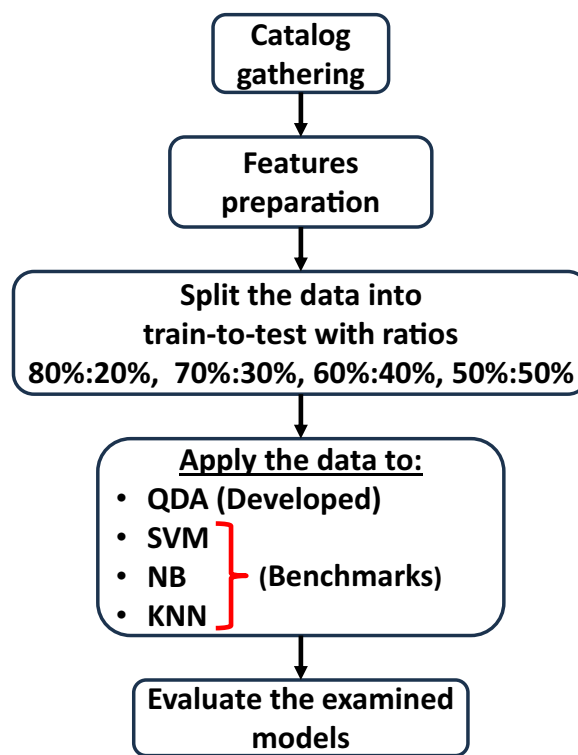 Catalog
gathering
Features
preparation
Split the data into
train-to-test with ratios
80%:20%, 70%:30%, 60%:40%, 50%:50%
Apply the data to:
• QDA (Developed)
• SVM
• NB (Benchmarks)
• KNN
Evaluate the examined
models